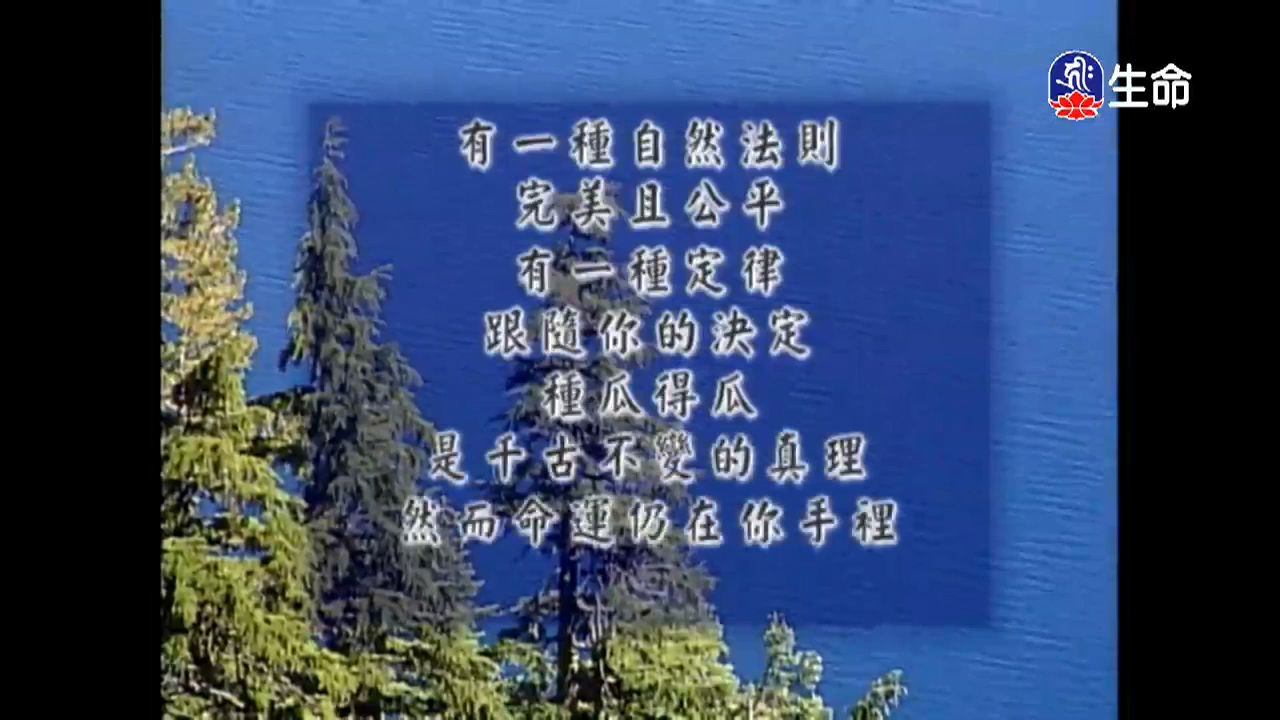 生命
有一種自然法則
完美且公平
有一種定律
跟隨你的決定
種瓜得瓜
是千古不變的真理
然而命運仍在你手裡